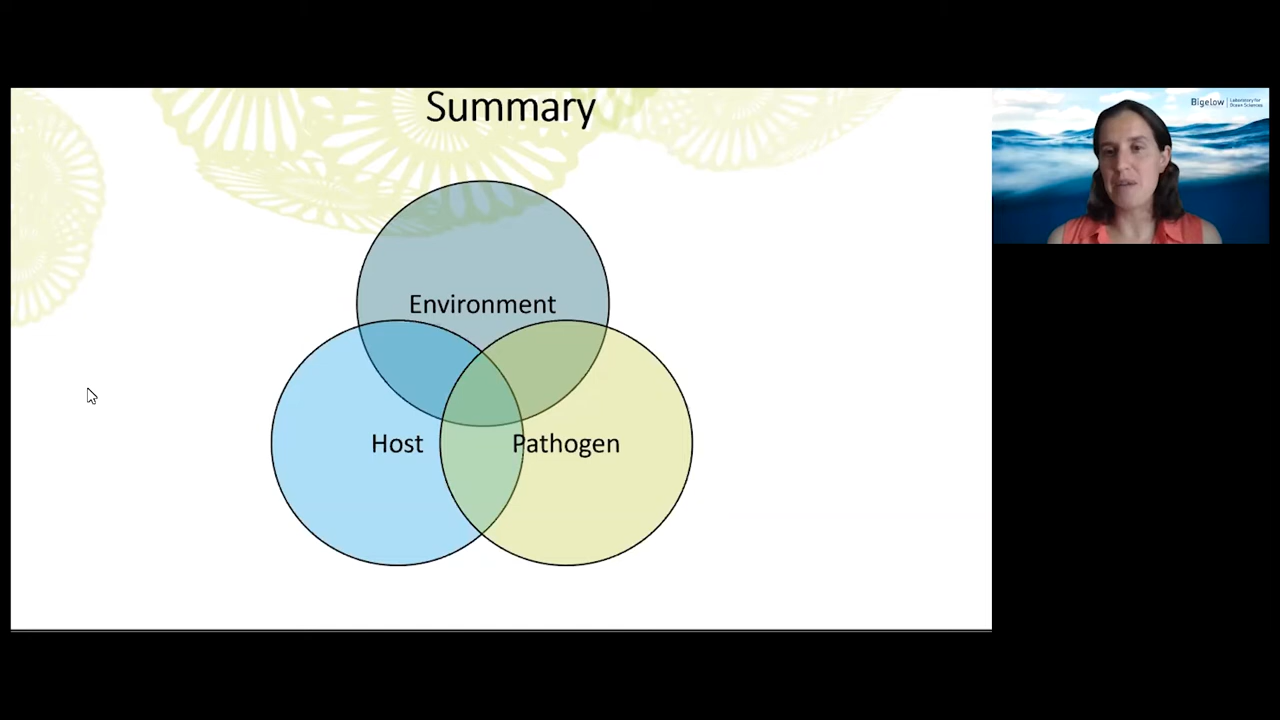 Summary
Bigelow
Laboratory for
Ocean Sciences
Environment
Host
Pathogen